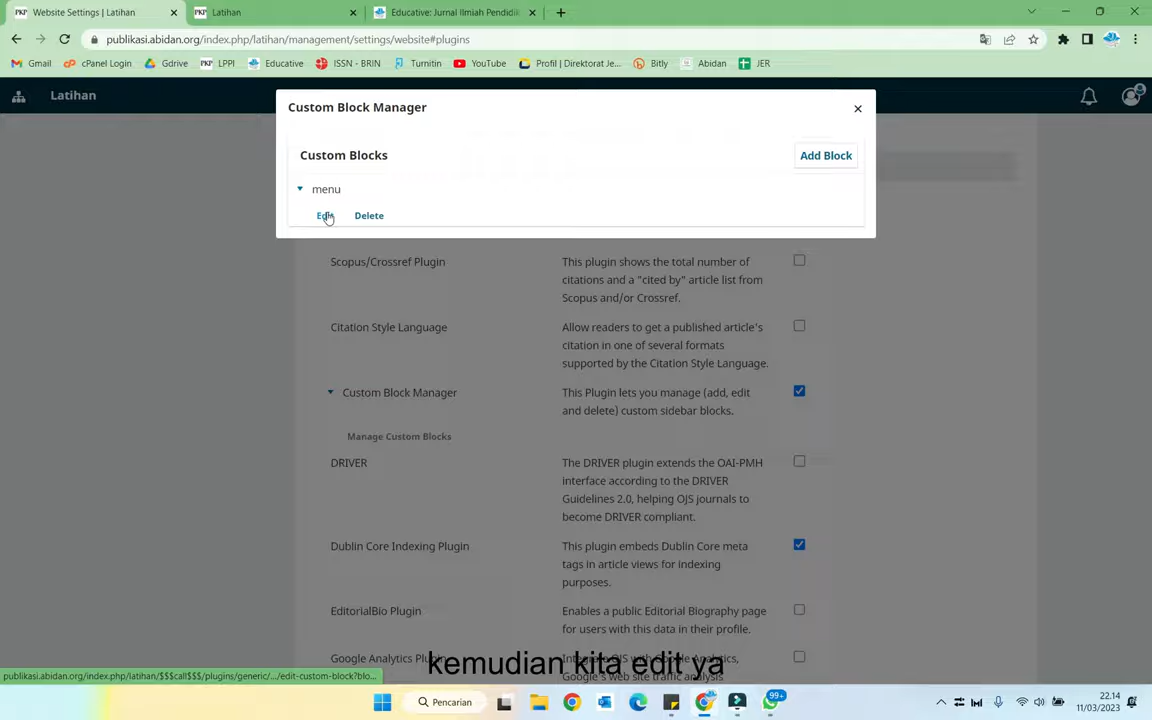 Website Settings | Latihan
Latihan
Educative: Jurnal Ilmiah Pendidik
publikasi.abidan.org/index.php/latihan/management/settings/website#plugins
Gmail
cPanel Login
Gdrive
PKP LPPI
Educative
ISSN - BRIN
Turnitin
YouTube
Profil | Direktorat Je...
Bitly
Abidan
JER
Latihan
Custom Block Manager
Custom Blocks
Add Block
menu
Edit
Delete
Scopus/Crossref Plugin
This plugin shows the total number of
citations and a "cited by" article list from
Scopus and/or Crossref.
Citation Style Language
Allow readers to get a published article's
citation in one of several formats
supported by the Citation Style Language.
Custom Block Manager
This Plugin lets you manage (add, edit
and delete) custom sidebar blocks.
Manage Custom Blocks
DRIVER
The DRIVER plugin extends the OAI-PMH
interface according to the DRIVER
Guidelines 2.0, helping OJS journals to
become DRIVER compliant.
Dublin Core Indexing Plugin
This plugin embeds Dublin Core meta
tags in article views for indexing
purposes.
EditorialBio Plugin
Enables a public Editorial Biography page
for users with this data in their profile.
Google Analytics Plugin
Integrate OJS with Google Analytics,
Google's web site traffic analysis
kemudian kita edit ya
publikasi.abidan.org/index.php/latihan/$$$call$$$/plugins/generic/.../edit-custom-block?blo...
Pencarian
99+
22.14
11/03/2023